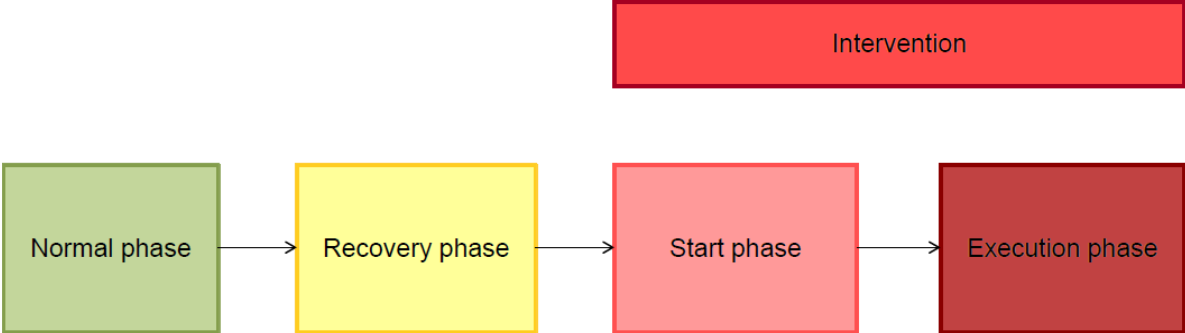 Intervention
Normal phase
Recovery phase
Start phase
Execution phase